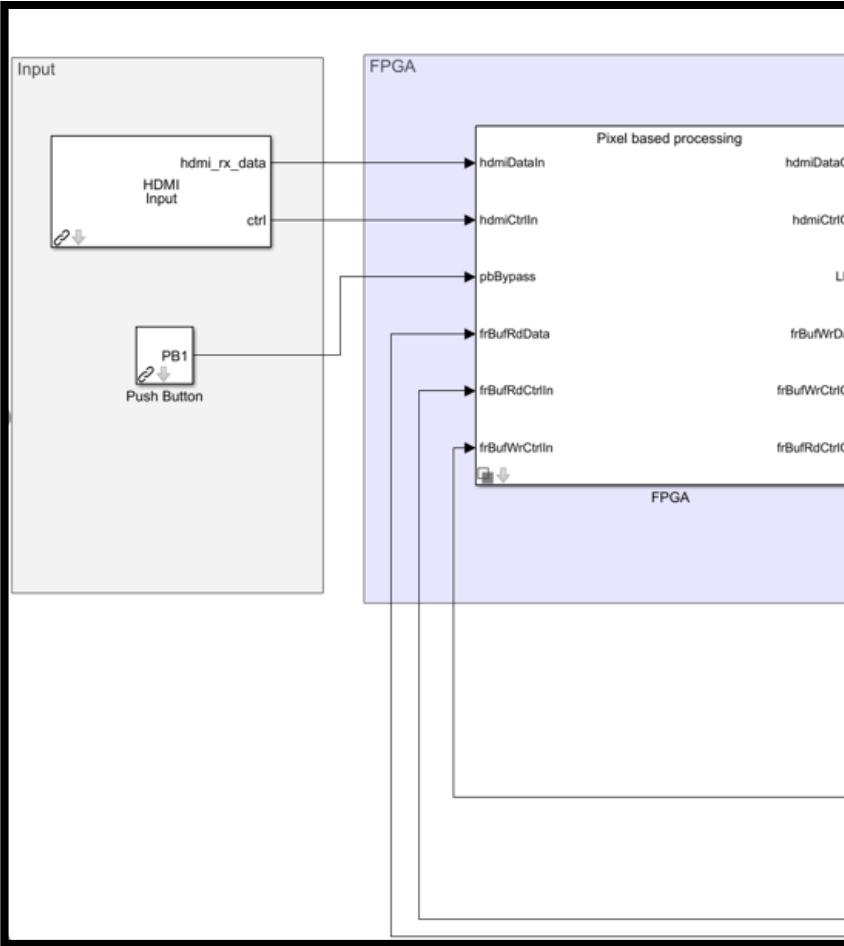 Input
hdmi_rx_data
HDMI
Input
ctrl
PB1
Push Button
FPGA
Pixel based processing
hdmiDataIn
hdmiCtrlIn
pbBypass
frBufRdData
frBufRdCtrlIn
frBufWrCtrlIn
FPGA